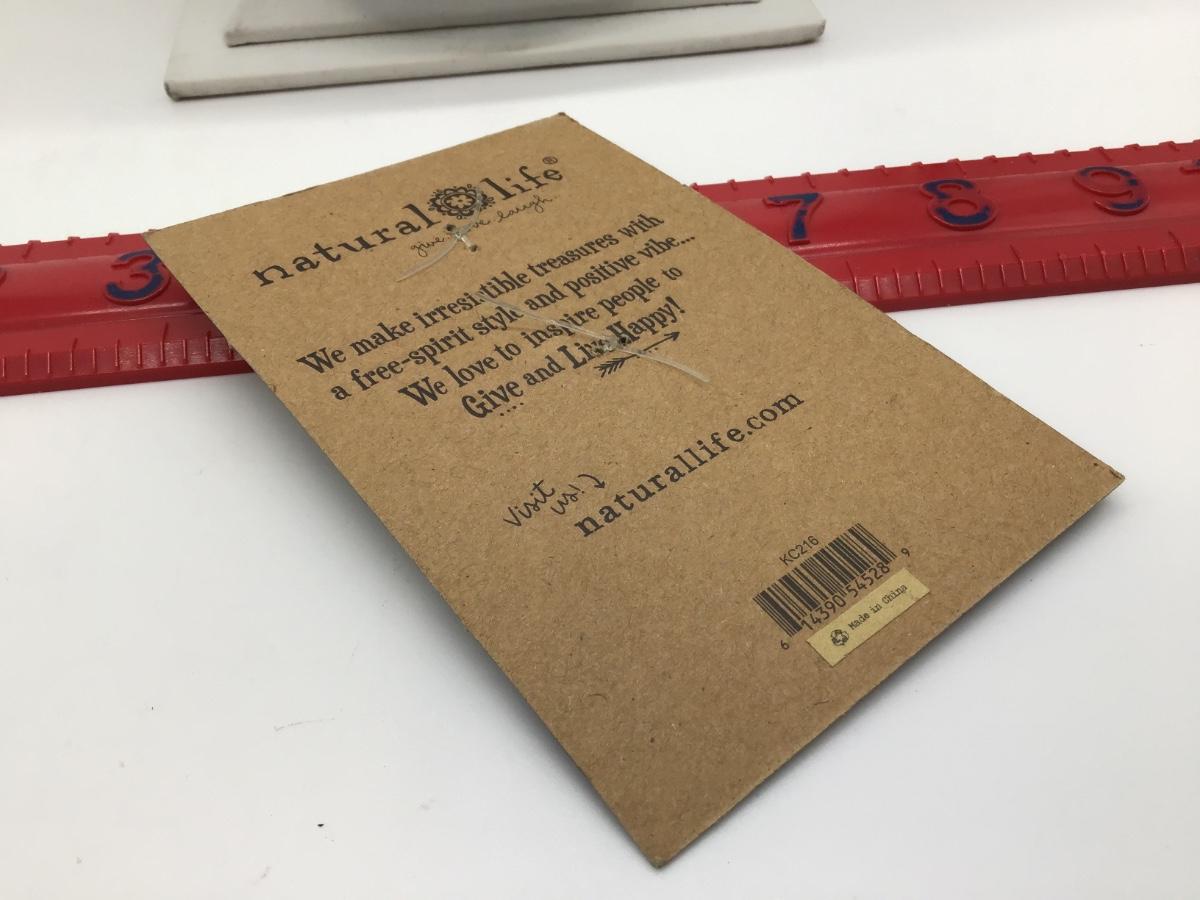 natural life®
give. love. laugh.
We make irresistible treasures with
a free-spirit style and positive vibe...
We love to inspire people to
Give and Live Happy!
visit
us!
naturallife.com
KC216
6 14390 54528 9
Made in China
3 7 8 9